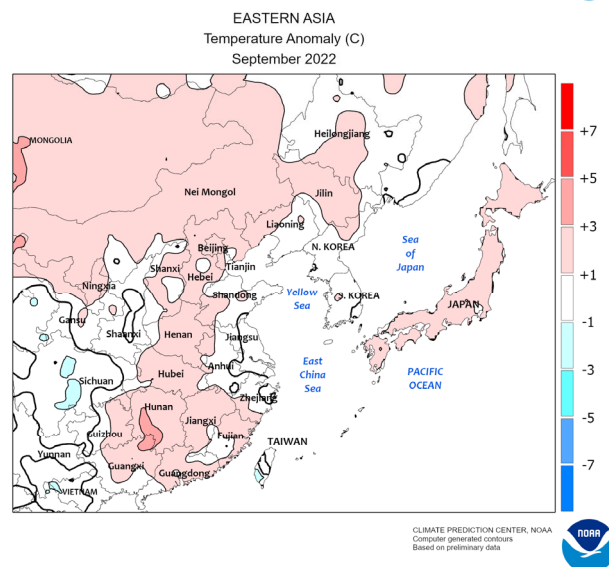 EASTERN ASIA
Temperature Anomaly (C)
September 2022
MONGOLIA
Heilongjiang
Nei Mongol
Jilin
Liaoning
Beijing
N. KOREA
Sea
of
Japan
Shanxi
Hebei
Tianjin
Ningxia
Shandong
Yellow
Sea
S. KOREA
JAPAN
Gansu
Shaanxi
Henan
Jiangsu
East
China
Sea
PACIFIC
OCEAN
Sichuan
Hubei
Anhui
Zhejiang
Hunan
Jiangxi
Guizhou
Fujian
TAIWAN
Yunnan
Guangxi
Guangdong
VIETNAM
+7
+5
+3
+1
-1
-3
-5
-7
CLIMATE PREDICTION CENTER, NOAA
Computer generated contours
Based on preliminary data
NOAA